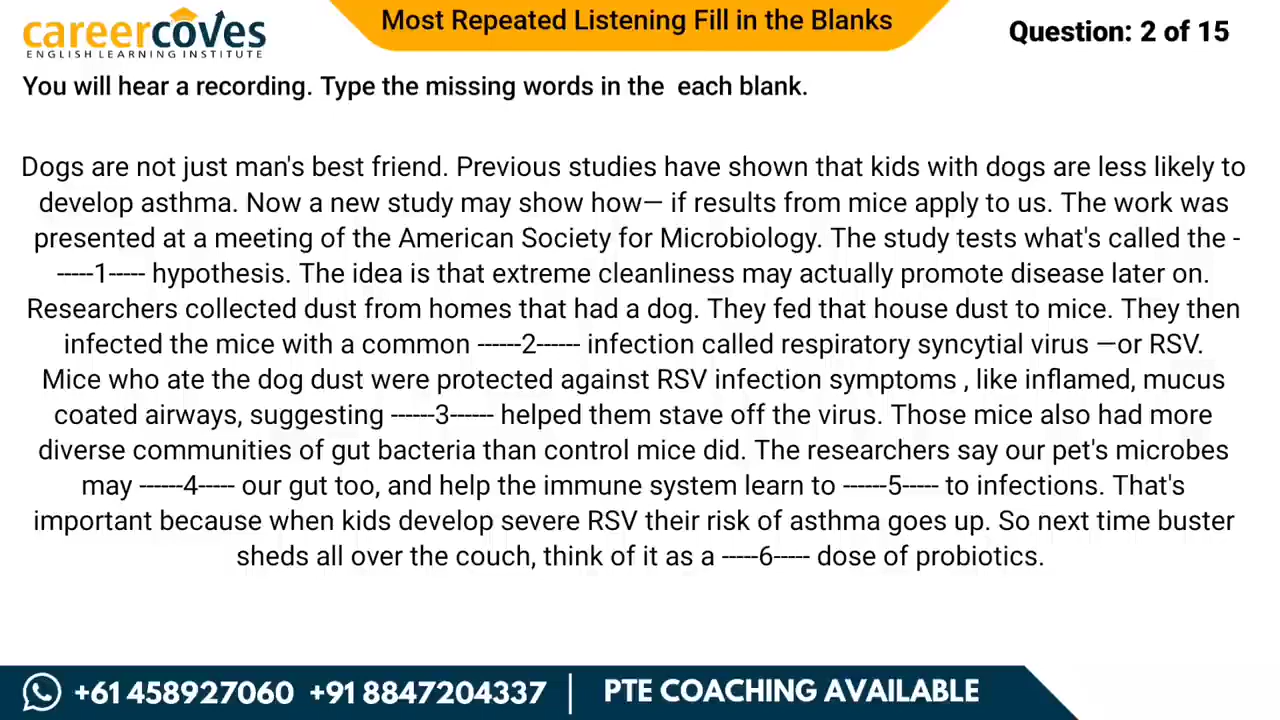 careercoves
ENGLISH LEARNING INSTITUTE
Most Repeated Listening Fill in the Blanks
Question: 2 of 15
You will hear a recording. Type the missing words in the  each blank.
Dogs are not just man's best friend. Previous studies have shown that kids with dogs are less likely to
develop asthma. Now a new study may show how— if results from mice apply to us. The work was
presented at a meeting of the American Society for Microbiology. The study tests what's called the -
-----1----- hypothesis. The idea is that extreme cleanliness may actually promote disease later on.
Researchers collected dust from homes that had a dog. They fed that house dust to mice. They then
infected the mice with a common ------2------ infection called respiratory syncytial virus —or RSV.
Mice who ate the dog dust were protected against RSV infection symptoms , like inflamed, mucus
coated airways, suggesting ------3------ helped them stave off the virus. Those mice also had more
diverse communities of gut bacteria than control mice did. The researchers say our pet's microbes
may ------4----- our gut too, and help the immune system learn to ------5----- to infections. That's
important because when kids develop severe RSV their risk of asthma goes up. So next time buster
sheds all over the couch, think of it as a -----6----- dose of probiotics.
+61 458927060 +91 8847204337 | PTE COACHING AVAILABLE